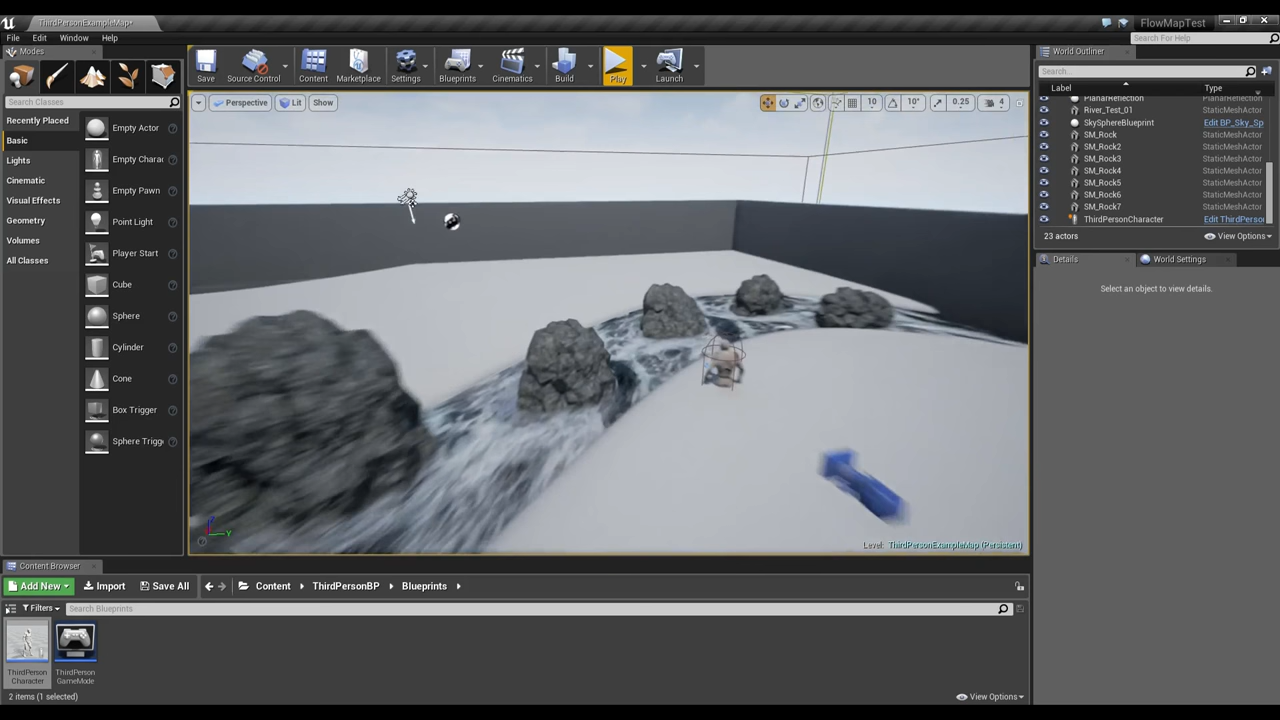 ThirdPersonExampleMap*
FlowMapTest
File Edit Window Help
Search For Help
Modes
Search Classes
Recently Placed
Basic
Lights
Cinematic
Visual Effects
Geometry
Volumes
All Classes
Empty Actor
Empty Chara
Empty Pawn
Point Light
Player Start
Cube
Sphere
Cylinder
Cone
Box Trigger
Sphere Trigg
Save
Source Control
Content
Marketplace
Settings
Blueprints
Cinematics
Build
Play
Launch
Perspective
Lit
Show
10
10°
0.25
4
Y
Level: ThirdPersonExampleMap (Persistent)
World Outliner
Search...
Label Type
PlanarReflection PlanarReflection
River_Test_01 StaticMeshActor
SkySphereBlueprint Edit BP_Sky_Sp
SM_Rock StaticMeshActor
SM_Rock2 StaticMeshActor
SM_Rock3 StaticMeshActor
SM_Rock4 StaticMeshActor
SM_Rock5 StaticMeshActor
SM_Rock6 StaticMeshActor
SM_Rock7 StaticMeshActor
ThirdPersonCharacter Edit ThirdPerso
23 actors
View Options
Details
World Settings
Select an object to view details.
Content Browser
Add New
Import
Save All
Content
ThirdPersonBP
Blueprints
Filters
Search Blueprints
ThirdPerson
Character
ThirdPerson
GameMode
2 items (1 selected)
View Options